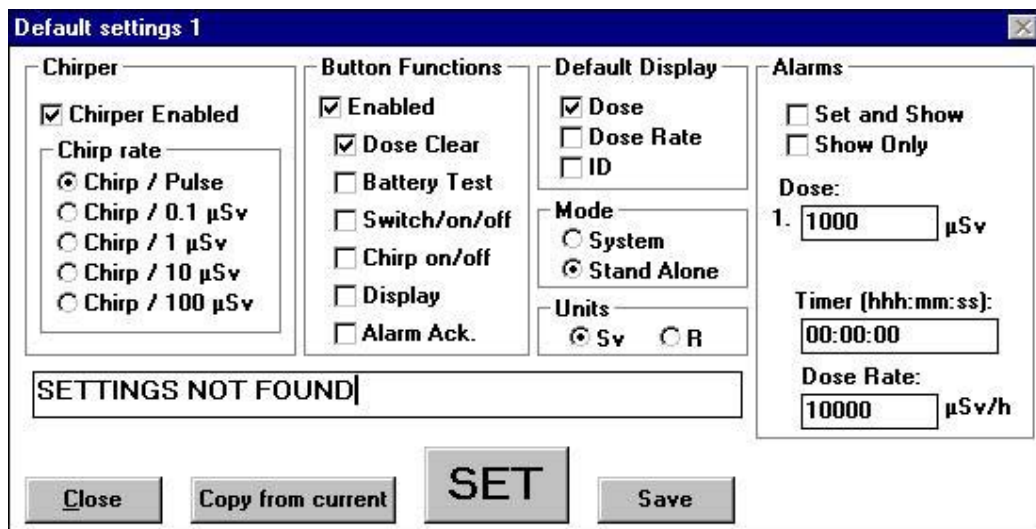 Default settings 1
Chirper
Chirper Enabled
Chirp rate
Chirp / Pulse
Chirp / 0.1 µSv
Chirp / 1 µSv
Chirp / 10 µSv
Chirp / 100 µSv
Button Functions
Enabled
Dose Clear
Battery Test
Switch/on/off
Chirp on/off
Display
Alarm Ack.
Default Display
Dose
Dose Rate
ID
Mode
System
Stand Alone
Units
Sv R
Alarms
Set and Show
Show Only
Dose:
1. 1000 µSv
Timer (hhh:mm:ss):
00:00:00
Dose Rate:
10000 µSv/h
SETTINGS NOT FOUND
Close Copy from current SET Save